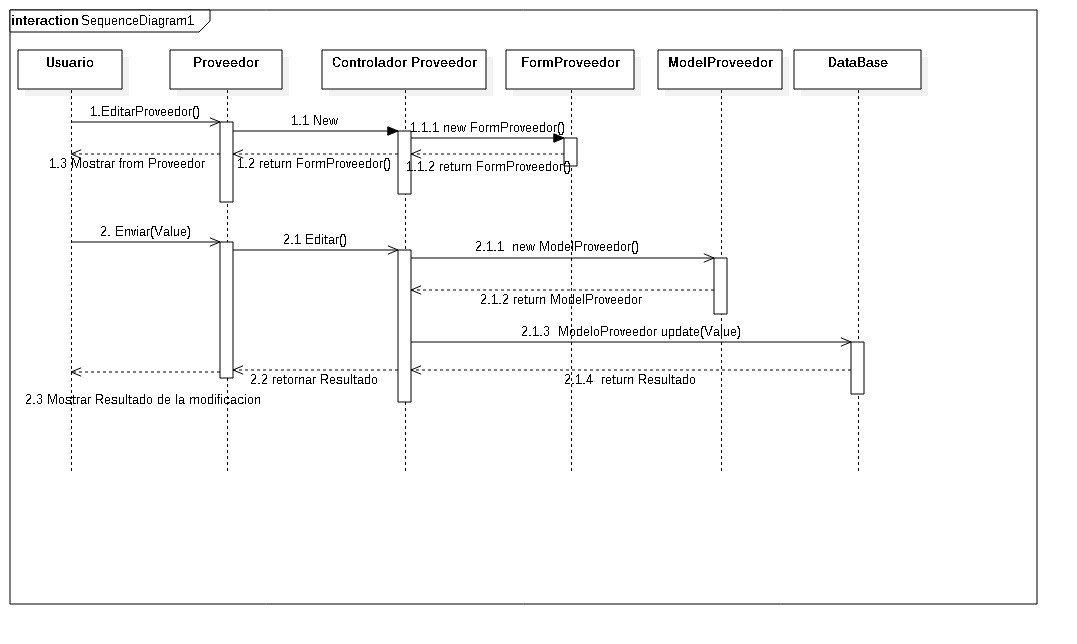 interaction SequenceDiagram1
Usuario
Proveedor
Controlador Proveedor
FormProveedor
ModelProveedor
DataBase
1.EditarProveedor()
1.1 New
1.1.1 new FormProveedor()
1.3 Mostrar from Proveedor
1.2 return FormProveedor()
1.1.2 return FormProveedor()
2. Enviar(Value)
2.1 Editar()
2.1.1 new ModelProveedor()
2.1.2 return ModelProveedor
2.1.3 ModeloProveedor update(Value)
2.2 retornar Resultado
2.1.4 return Resultado
2.3 Mostrar Resultado de la modificacion